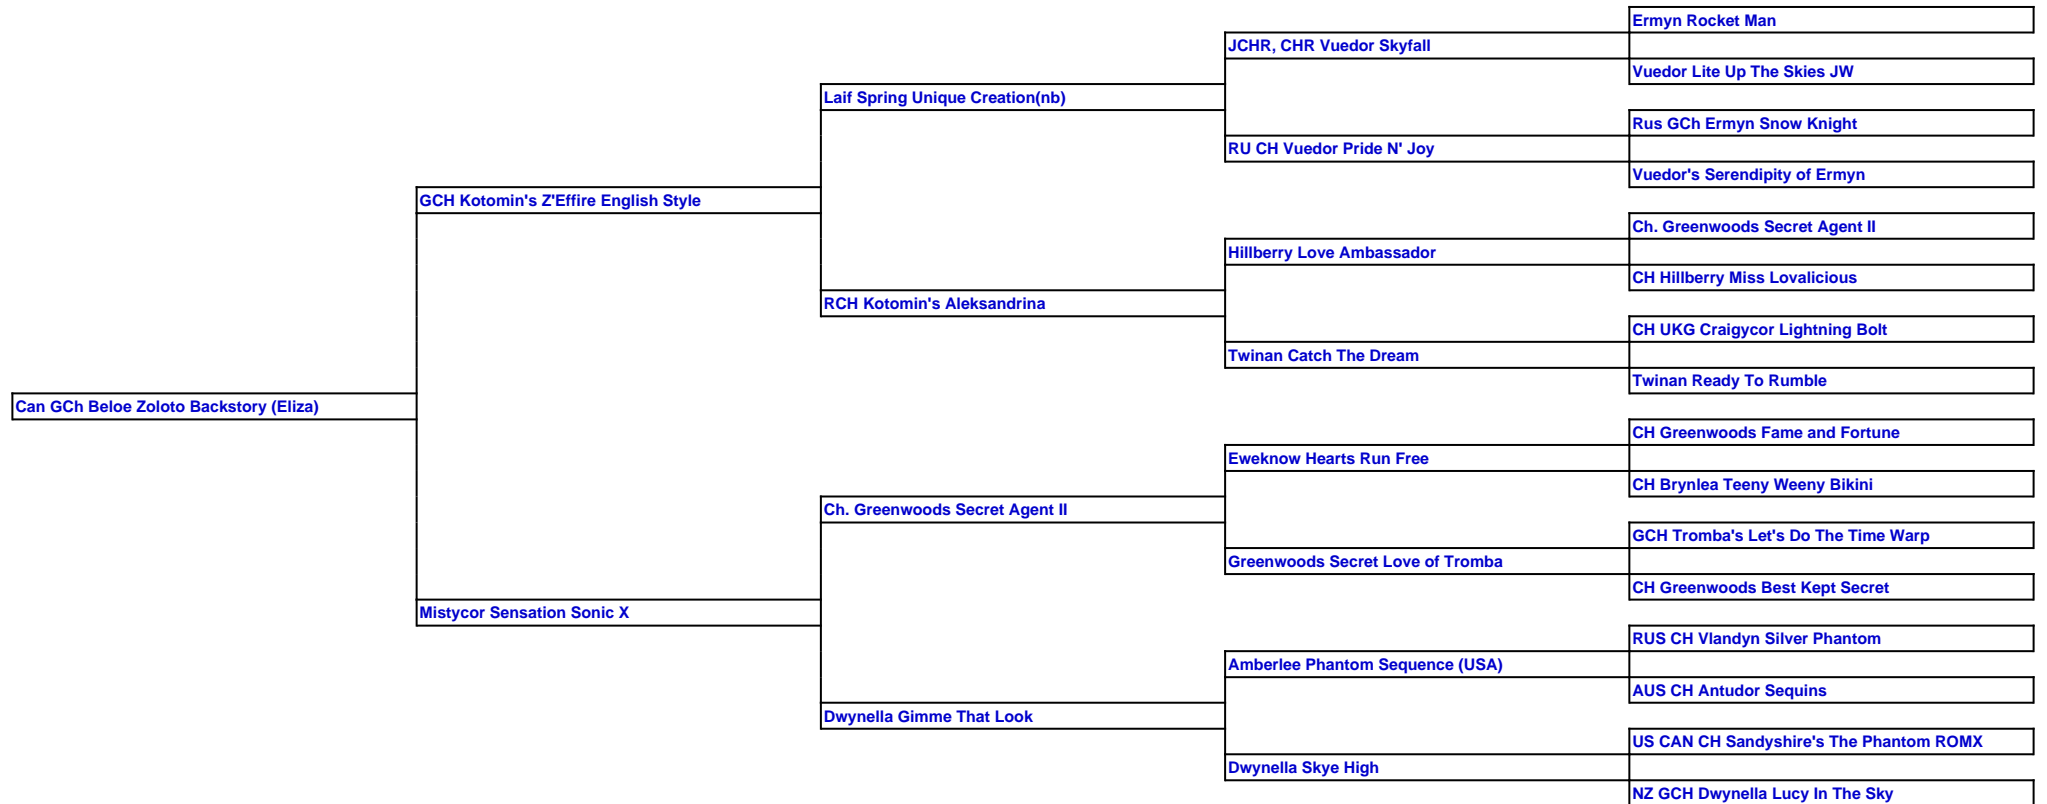 Ermyn Rocket Man
JCHR, CHR Vuedor Skyfall
Vuedor Lite Up The Skies JW
Laif Spring Unique Creation(nb)
Rus GCh Ermyn Snow Knight
RU CH Vuedor Pride N' Joy
Vuedor's Serendipity of Ermyn
GCH Kotomin's Z'Effire English Style
Ch. Greenwoods Secret Agent II
Hillberry Love Ambassador
CH Hillberry Miss Lovalicious
RCH Kotomin's Aleksandrina
CH UKG Craigycor Lightning Bolt
Twinan Catch The Dream
Twinan Ready To Rumble
Can GCh Beloe Zoloto Backstory (Eliza)
CH Greenwoods Fame and Fortune
Eweknow Hearts Run Free
CH Brynlea Teeny Weeny Bikini
Ch. Greenwoods Secret Agent II
GCH Tromba's Let's Do The Time Warp
Greenwoods Secret Love of Tromba
CH Greenwoods Best Kept Secret
Mistycor Sensation Sonic X
RUS CH Vlandyn Silver Phantom
Amberlee Phantom Sequence (USA)
AUS CH Antudor Sequins
Dwynella Gimme That Look
US CAN CH Sandyshire's The Phantom ROMX
Dwynella Skye High
NZ GCH Dwynella Lucy In The Sky